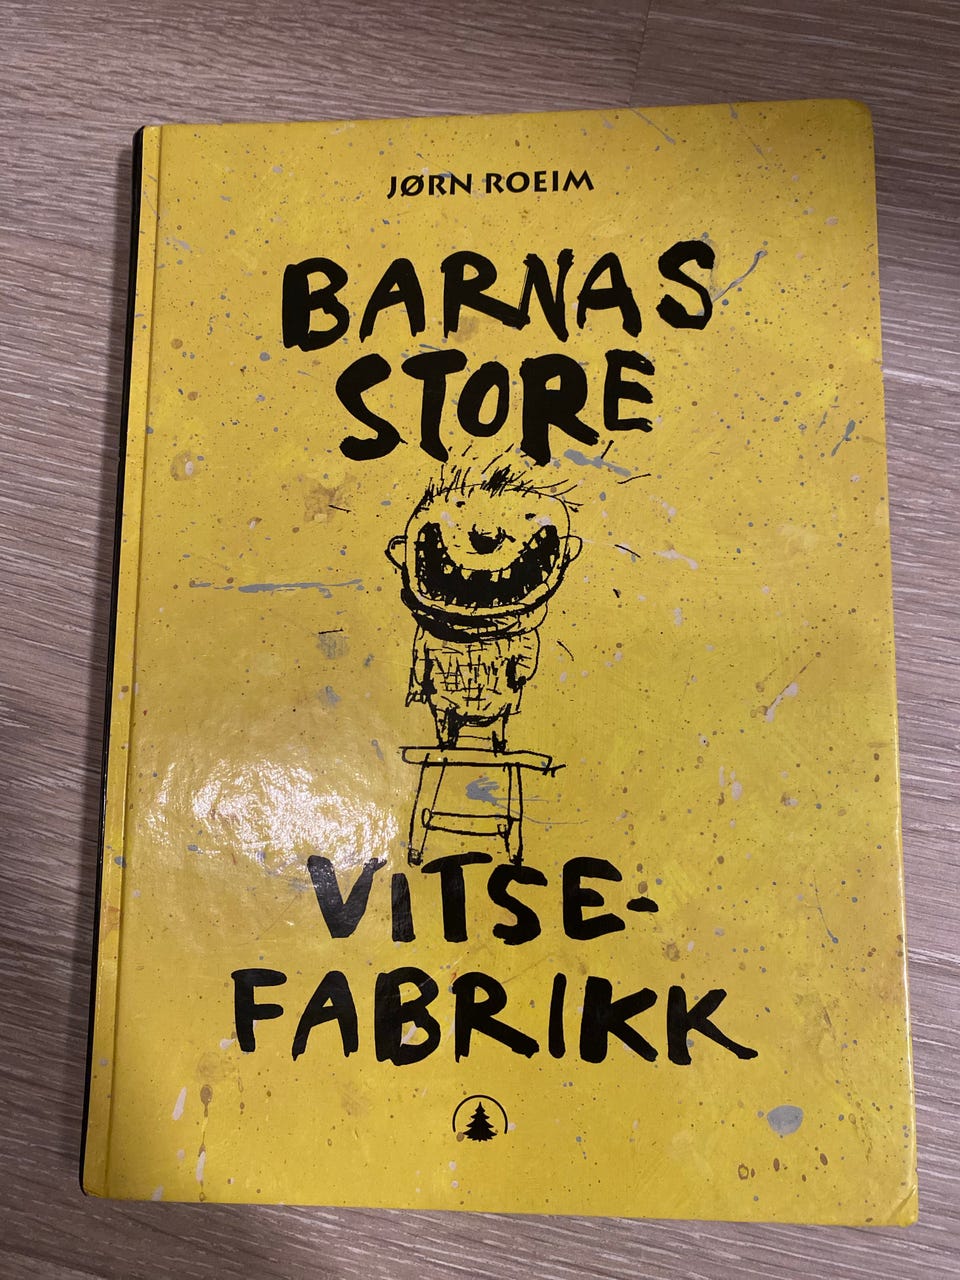 JØRN ROEIM
BARNAS
STORE
VITSE-
FABRIKK